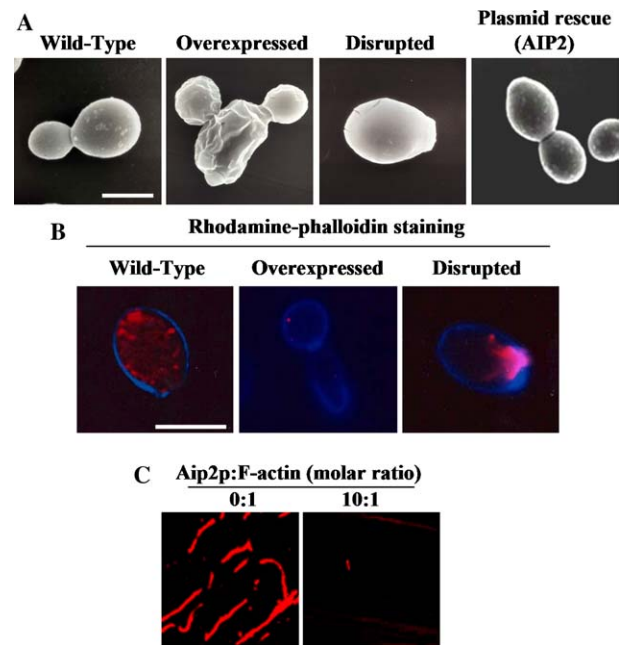 A
Wild-Type Overexpressed Disrupted Plasmid rescue
(AIP2)
B
Rhodamine-phalloidin staining
Wild-Type Overexpressed Disrupted
C
Aip2p:F-actin (molar ratio)
0:1 10:1